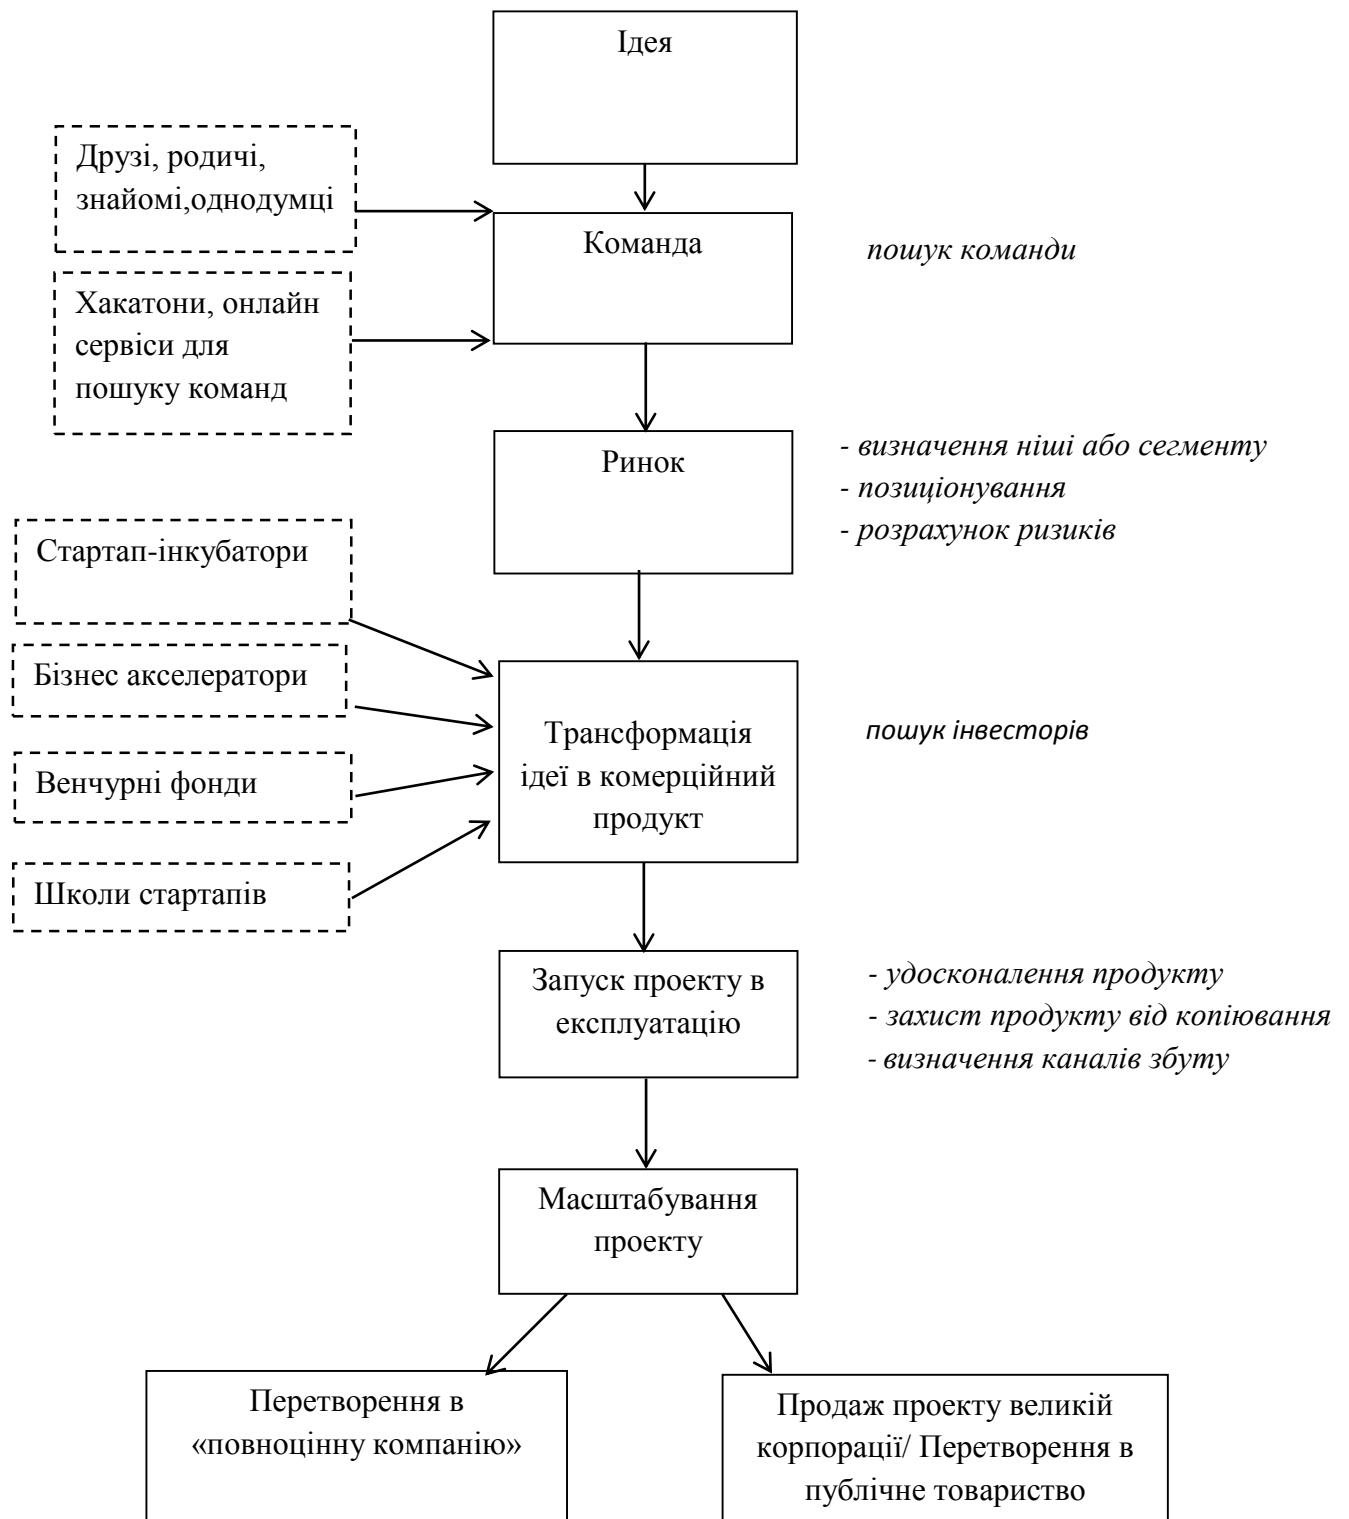 Ідея
Друзі, родичі,
знайомі,однодумці
Команда
пошук команди
Хакатони, онлайн
сервіси для
пошуку команд
Ринок
- визначення ніші або сегменту
- позиціонування
- розрахунок ризиків
Стартап-інкубатори
Бізнес акселератори
Венчурні фонди
Школи стартапів
Трансформація
ідеї в комерційний
продукт
пошук інвесторів
Запуск проекту в
експлуатацію
- удосконалення продукту
- захист продукту від копіювання
- визначення каналів збуту
Масштабування
проекту
Перетворення в
«повноцінну компанію»
Продаж проекту великій
корпорації/ Перетворення в
публічне товариство